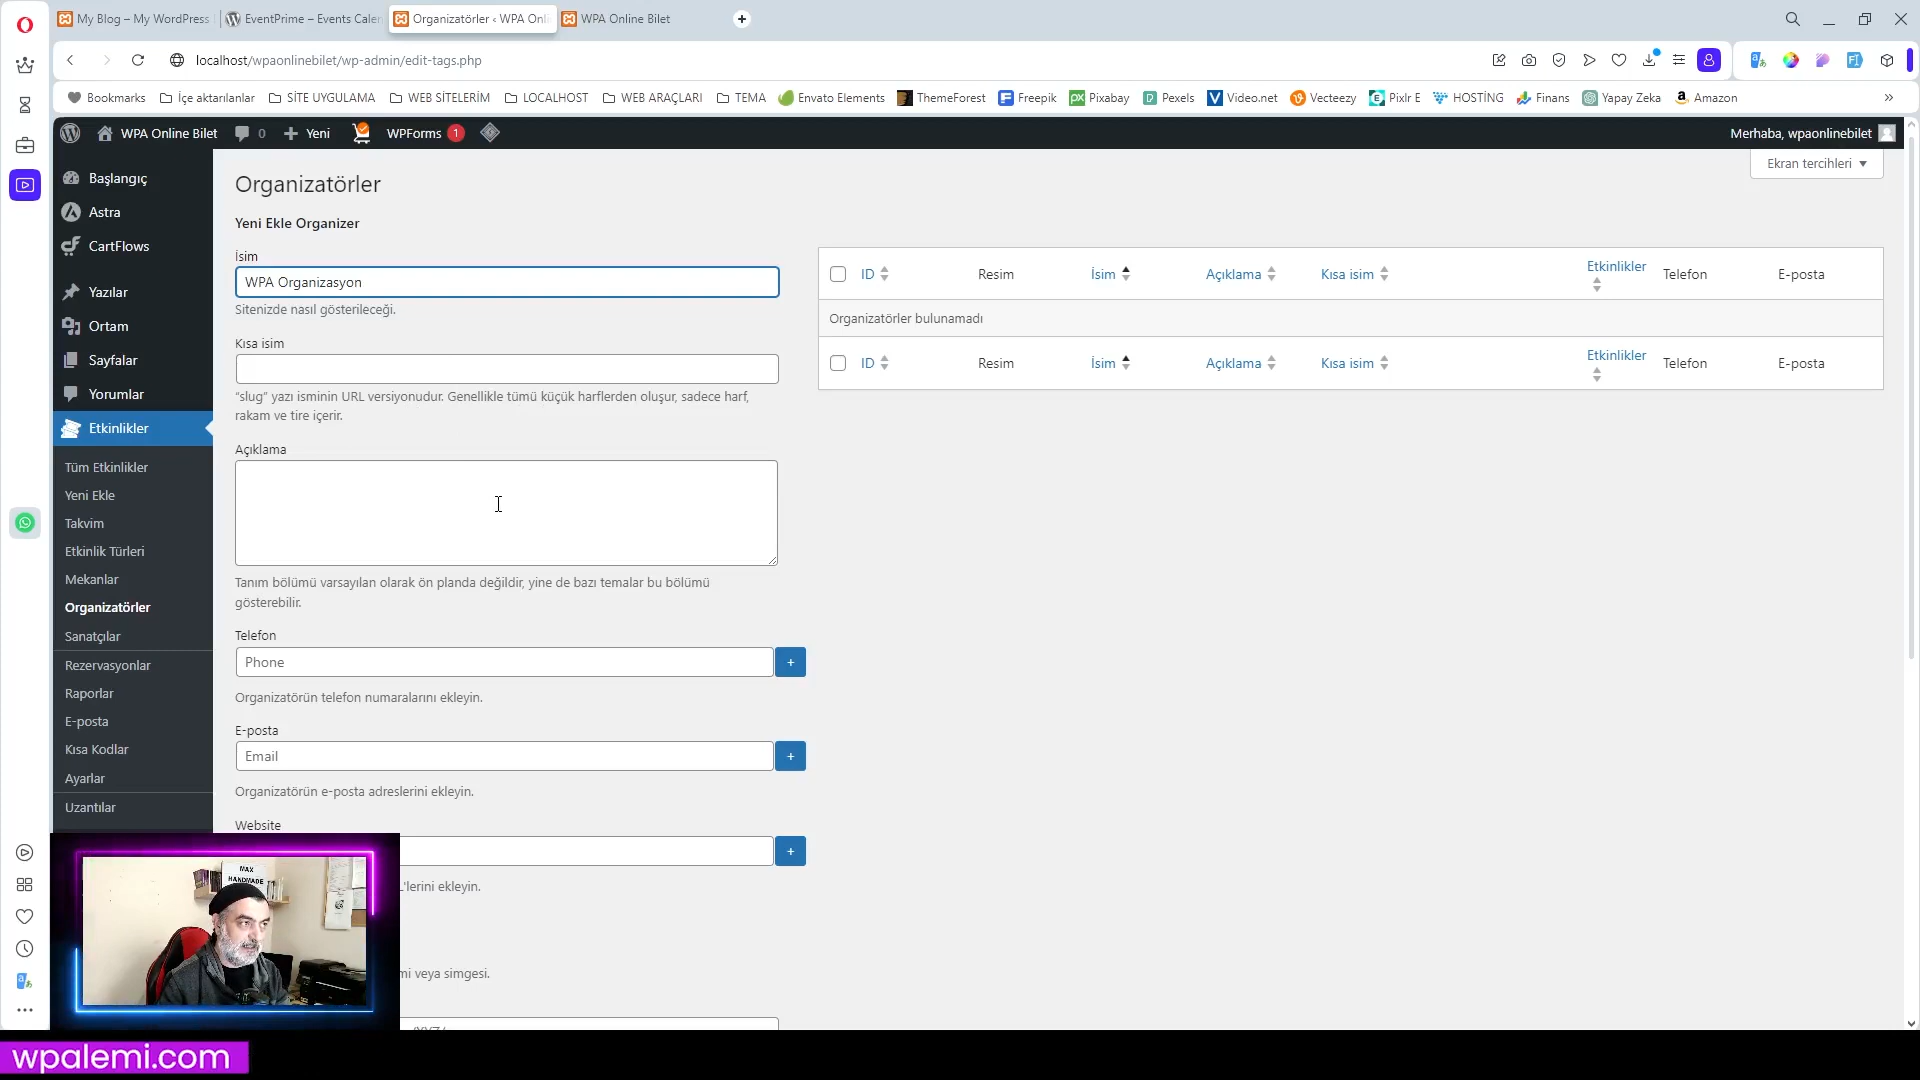 My Blog – My WordPress
EventPrime – Events Calen
Organizatörler ‹ WPA Onli
WPA Online Bilet
localhost/wpaonlinebilet/wp-admin/edit-tags.php
Bookmarks
İçe aktarılanlar
SİTE UYGULAMA
WEB SİTELERİM
LOCALHOST
WEB ARAÇLARI
TEMA
Envato Elements
ThemeForest
Freepik
Pixabay
Pexels
Video.net
Vecteezy
Pixlr E
HOSTİNG
Finans
Yapay Zeka
Amazon
WPA Online Bilet
0
Yeni
WPForms 1
Merhaba, wpaonlinebilet
Ekran tercihleri
Başlangıç
Astra
CartFlows
Yazılar
Ortam
Sayfalar
Yorumlar
Etkinlikler
Tüm Etkinlikler
Yeni Ekle
Takvim
Etkinlik Türleri
Mekanlar
Organizatörler
Sanatçılar
Rezervasyonlar
Raporlar
E-posta
Kısa Kodlar
Ayarlar
Uzantılar
Organizatörler
Yeni Ekle Organizer
İsim
WPA Organizasyon
Sitenizde nasıl gösterileceği.
Kısa isim
“slug” yazı isminin URL versiyonudur. Genellikle tümü küçük harflerden oluşur, sadece harf,
rakam ve tire içerir.
Açıklama
Tanım bölümü varsayılan olarak ön planda değildir, yine de bazı temalar bu bölümü
gösterebilir.
Telefon
Phone
+
Organizatörün telefon numaralarını ekleyin.
E-posta
Email
+
Organizatörün e-posta adreslerini ekleyin.
Website
+
L'lerini ekleyin.
mi veya simgesi.
ID
Resim
İsim
Açıklama
Kısa isim
Etkinlikler
Telefon
E-posta
Organizatörler bulunamadı
ID
Resim
İsim
Açıklama
Kısa isim
Etkinlikler
Telefon
E-posta
MAX
HANDMADE
wpalemi.com